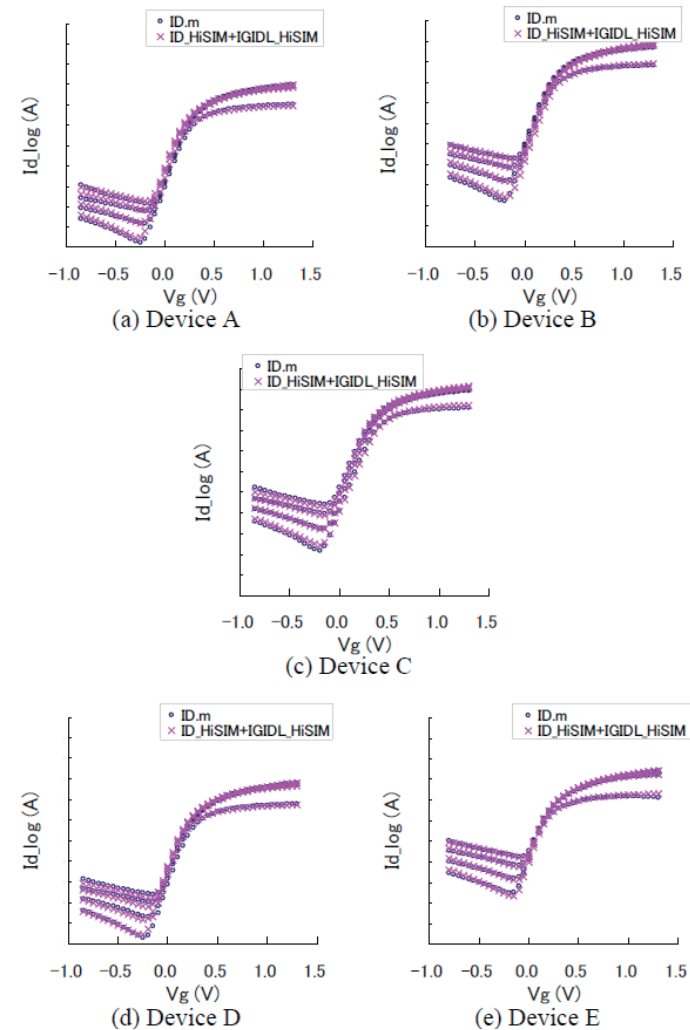 ID.m
ID_HiSIM+IGIDL_HiSIM
Id_log (A)
−1.0 −0.5 0.0 0.5 1.0 1.5
Vg (V)
(a) Device A
ID.m
ID_HiSIM+IGIDL_HiSIM
Id_log (A)
−1.0 −0.5 0.0 0.5 1.0 1.5
Vg (V)
(b) Device B
ID.m
ID_HiSIM+IGIDL_HiSIM
Id_log (A)
−1.0 −0.5 0.0 0.5 1.0 1.5
Vg (V)
(c) Device C
ID.m
ID_HiSIM+IGIDL_HiSIM
Id_log (A)
−1.0 −0.5 0.0 0.5 1.0 1.5
Vg (V)
(d) Device D
ID.m
ID_HiSIM+IGIDL_HiSIM
Id_log (A)
−1.0 −0.5 0.0 0.5 1.0 1.5
Vg (V)
(e) Device E